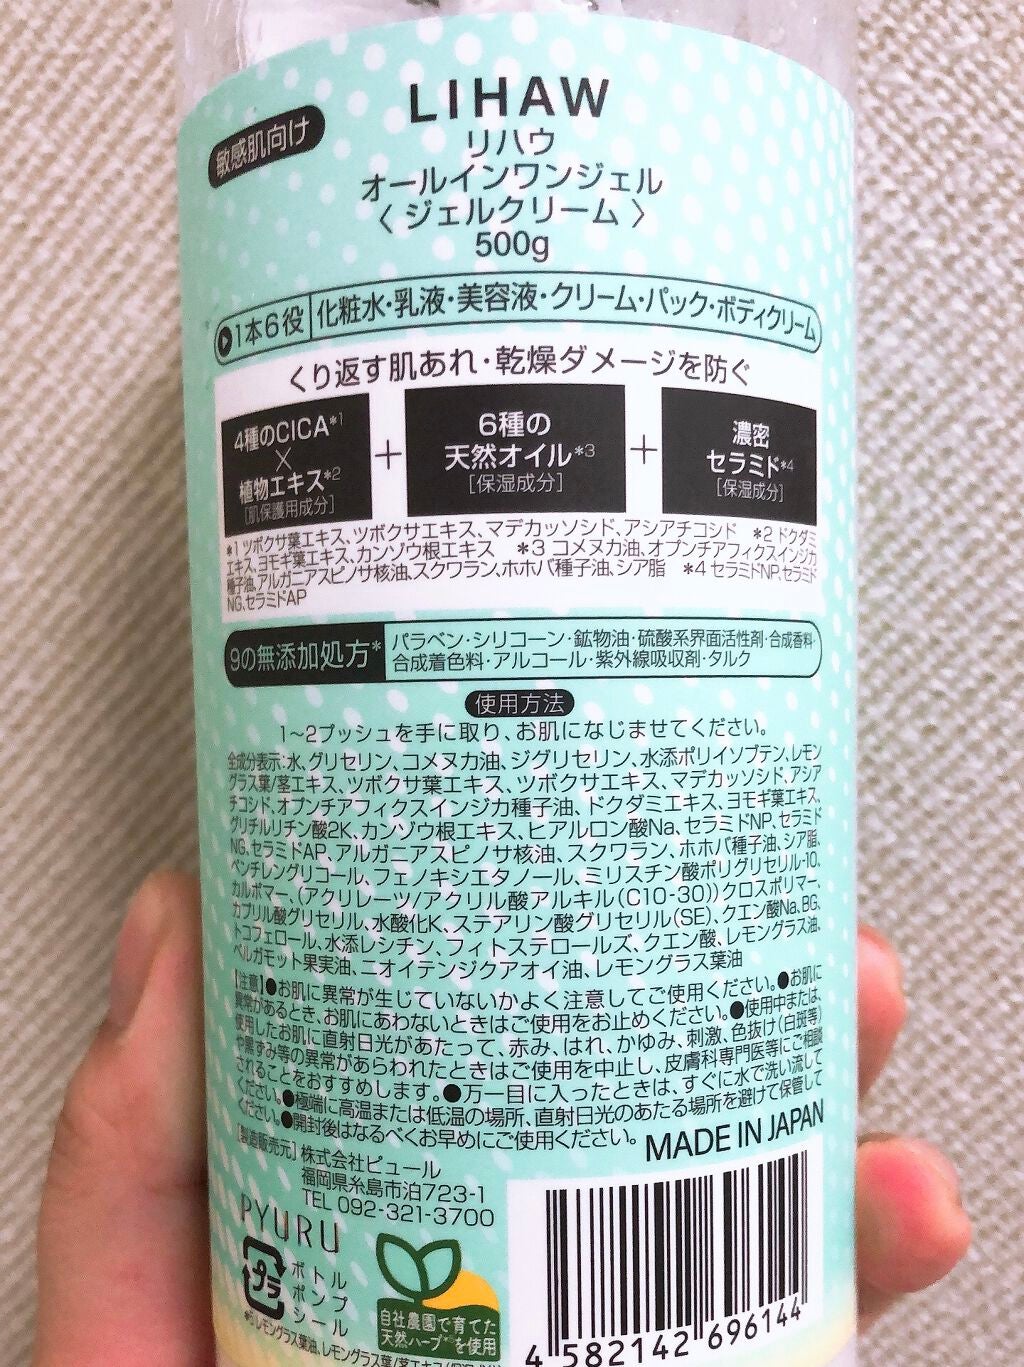 敏感肌向け
LIHAW
リハウ
オールインワンジェル
〈 ジェルクリーム 〉
500g
1本6役 化粧水・乳液・美容液・クリーム・パック・ボディクリーム
くり返す肌あれ・乾燥ダメージを防ぐ
4種のCICA*1
×
植物エキス*2
[肌保護用成分]
+
6種の
天然オイル*3
[保湿成分]
+
濃密
セラミド*4
[保湿成分]
*1 ツボクサ葉エキス、ツボクサエキス、マデカッソシド、アシアチコシド *2 ドクダミ
エキス、ヨモギ葉エキス、カンゾウ根エキス *3 コメヌカ油、オプンチアフィクスインジカ
種子油、アルガニアスピノサ核油、スクワラン、ホホバ種子油、シア脂 *4 セラミドNP、セラミド
NG、セラミドAP
9の無添加処方*
パラベン・シリコーン・鉱物油・硫酸系界面活性剤・合成香料・
合成着色料・アルコール・紫外線吸収剤・タルク
使用方法
1〜2プッシュを手に取り、お肌になじませてください。
全成分表示：水、グリセリン、コメヌカ油、ジグリセリン、水添ポリイソブテン、レモン
グラス葉/茎エキス、ツボクサ葉エキス、ツボクサエキス、マデカッソシド、アシア
チコシド、オプンチアフィクスインジカ種子油、ドクダミエキス、ヨモギ葉エキス、
グリチルリチン酸2K、カンゾウ根エキス、ヒアルロン酸Na、セラミドNP、セラミド
NG、セラミドAP、アルガニアスピノサ核油、スクワラン、ホホバ種子油、シア脂、
ペンチレングリコール、フェノキシエタノール、ミリスチン酸ポリグリセリル-10、
カルボマー、(アクリレーツ/アクリル酸アルキル(C10-30))クロスポリマー、
カプリル酸グリセリル、水酸化K、ステアリン酸グリセリル(SE)、クエン酸Na、BG、
トコフェロール、水添レシチン、フィトステロールズ、クエン酸、レモングラス油、
ベルガモット果実油、ニオイテンジクアオイ油、レモングラス葉油
【注意】●お肌に異常が生じていないかよく注意してご使用ください。●お肌に
異常があるとき、お肌にあわないときはご使用をお止めください。●使用中または、
使用したお肌に直射日光があたって、赤み、はれ、かゆみ、刺激、色抜け(白斑等)
や黒ずみ等の異常があらわれたときはご使用を中止し、皮膚科専門医等にご相談
されることをおすすめします。●万一目に入ったときは、すぐに水で洗い流して
ください。●極端に高温または低温の場所、直射日光のあたる場所を避けて保管して
ください。●開封後はなるべくお早めにご使用ください。
MADE IN JAPAN
[製造販売元] 株式会社ピュール
福岡県糸島市泊723-1
TEL 092-321-3700
PYURU
プラ
ボトル
ポンプ
シール
自社農園で育てた
天然ハーブ*5を使用
*5 レモングラス葉油、レモングラス葉/茎エキス(保湿成分)
4 582142 696144